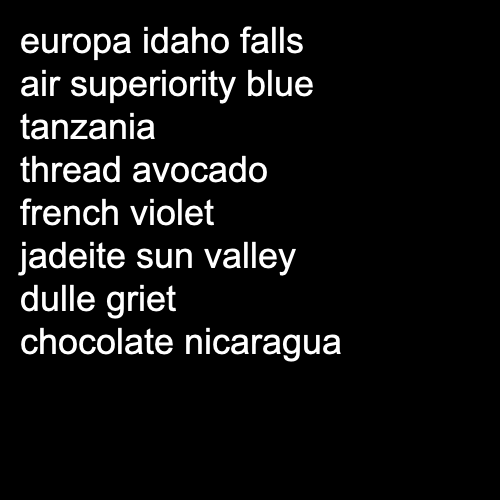 europa idaho falls
air superiority blue
tanzania
thread avocado
french violet
jadeite sun valley
dulle griet
chocolate nicaragua